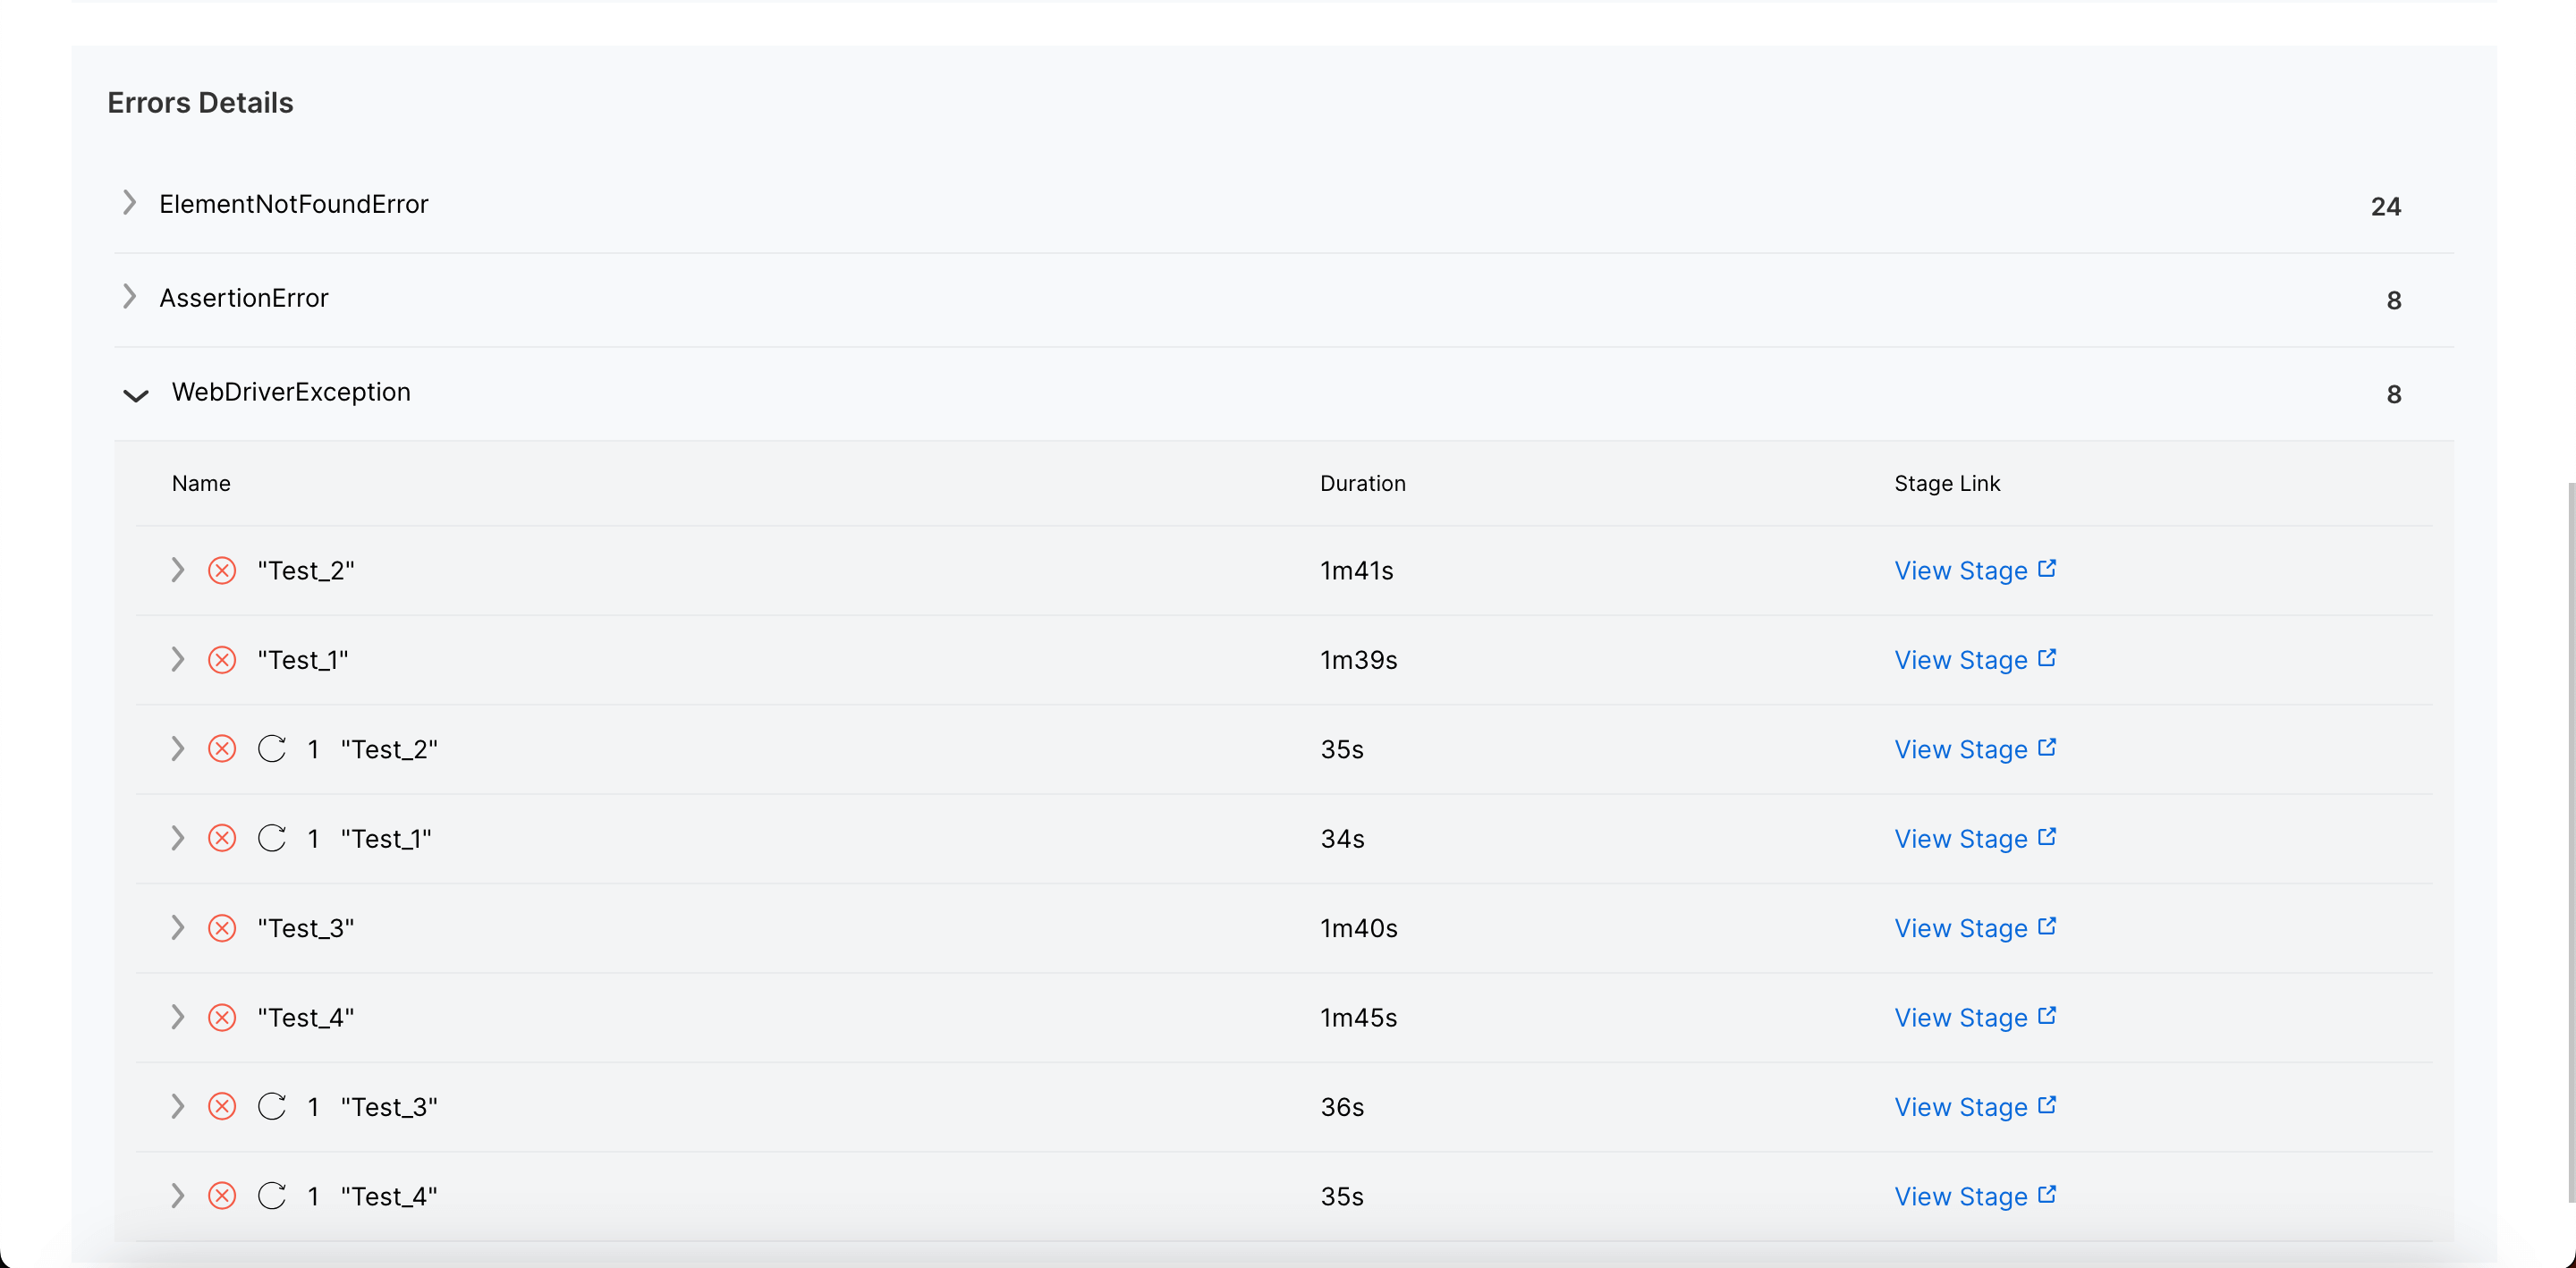 Errors Details
ElementNotFoundError 24
AssertionError 8
WebDriverException 8
Name Duration Stage Link
"Test_2" 1m41s View Stage
"Test_1" 1m39s View Stage
1 "Test_2" 35s View Stage
1 "Test_1" 34s View Stage
"Test_3" 1m40s View Stage
"Test_4" 1m45s View Stage
1 "Test_3" 36s View Stage
1 "Test_4" 35s View Stage